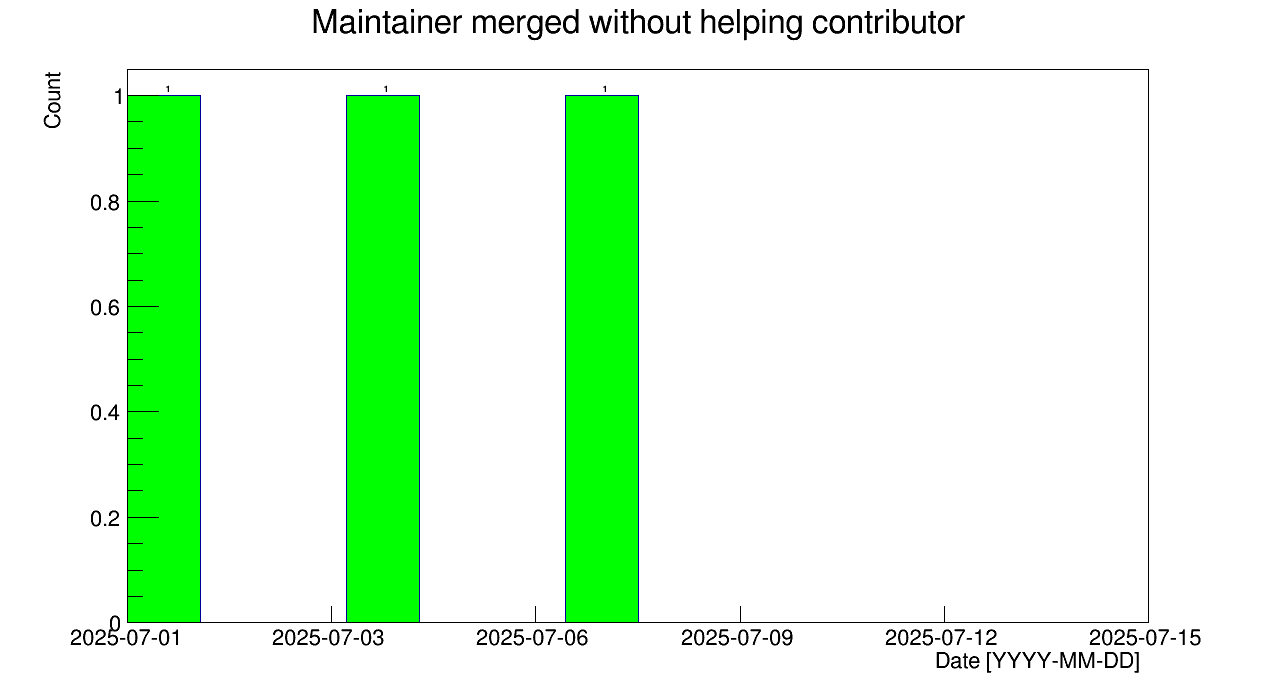 Maintainer merged without helping contributor
Count
1 1 1
1
0.8
0.6
0.4
0.2
0
2025-07-01 2025-07-03 2025-07-06 2025-07-09 2025-07-12 2025-07-15
Date [YYYY-MM-DD]